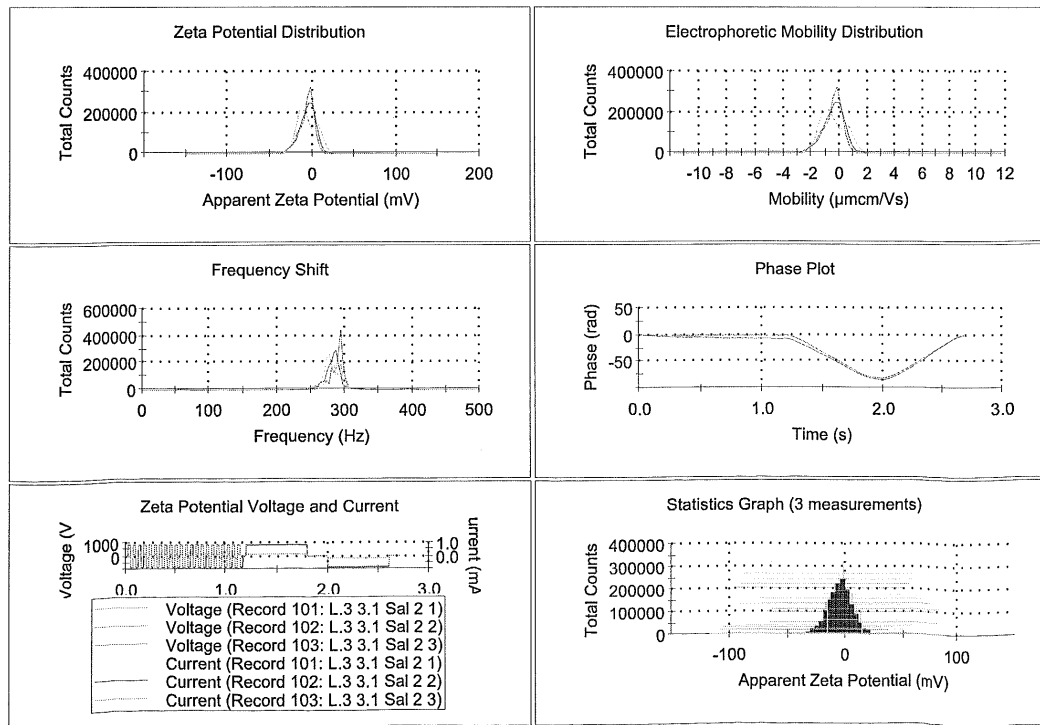 Zeta Potential Distribution
Total Counts
400000
200000
0
-100 0 100 200
Apparent Zeta Potential (mV)
Electrophoretic Mobility Distribution
Total Counts
400000
200000
0
-10 -8 -6 -4 -2 0 2 4 6 8 10 12
Mobility (µmcm/Vs)
Frequency Shift
Total Counts
600000
400000
200000
0
0 100 200 300 400 500
Frequency (Hz)
Phase Plot
Phase (rad)
50
0
-50
0.0 1.0 2.0 3.0
Time (s)
Zeta Potential Voltage and Current
Voltage (V
1000
0
1.0
0.0
urrent (mA
0.0 1.0 2.0 3.0
Voltage (Record 101: L.3 3.1 Sal 2 1)
Voltage (Record 102: L.3 3.1 Sal 2 2)
Voltage (Record 103: L.3 3.1 Sal 2 3)
Current (Record 101: L.3 3.1 Sal 2 1)
Current (Record 102: L.3 3.1 Sal 2 2)
Current (Record 103: L.3 3.1 Sal 2 3)
Statistics Graph (3 measurements)
Total Counts
400000
300000
200000
100000
0
-100 0 100
Apparent Zeta Potential (mV)